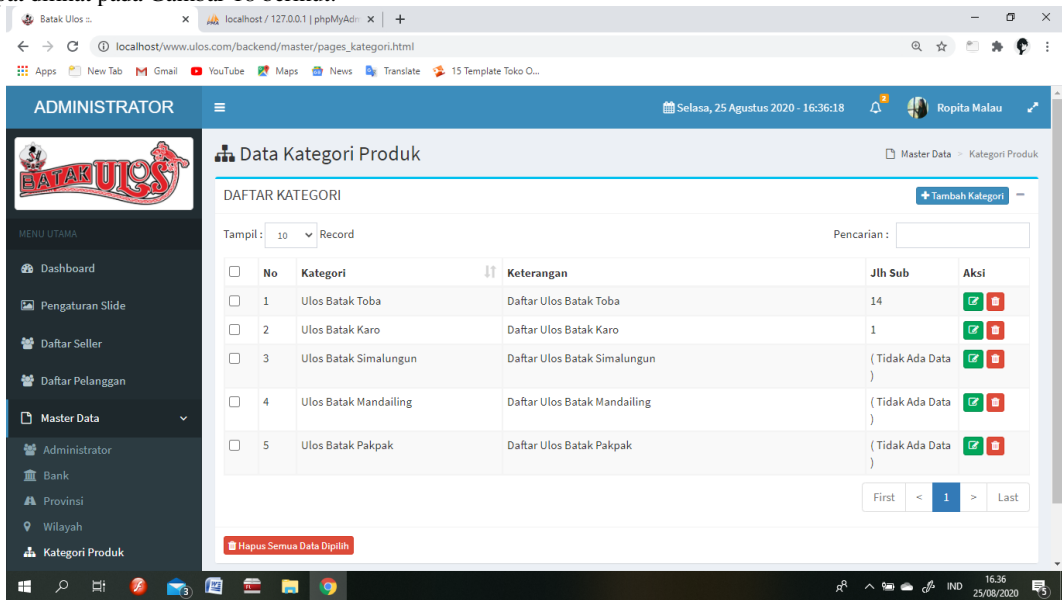 Batak Ulos ::.
localhost / 127.0.0.1 | phpMyAdm
localhost/www.ulos.com/backend/master/pages_kategori.html
Apps New Tab Gmail YouTube Maps News Translate 15 Template Toko O...
ADMINISTRATOR
Selasa, 25 Agustus 2020 - 16:36:18
Ropita Malau
BATAK ULOS
Data Kategori Produk
Master Data > Kategori Produk
DAFTAR KATEGORI
Tambah Kategori
MENU UTAMA
Tampil : 10 Record
Pencarian :
Dashboard
Pengaturan Slide
Daftar Seller
Daftar Pelanggan
Master Data
Administrator
Bank
Provinsi
Wilayah
Kategori Produk
No Kategori Keterangan Jlh Sub Aksi
1 Ulos Batak Toba Daftar Ulos Batak Toba 14
2 Ulos Batak Karo Daftar Ulos Batak Karo 1
3 Ulos Batak Simalungun Daftar Ulos Batak Simalungun ( Tidak Ada Data
)
4 Ulos Batak Mandailing Daftar Ulos Batak Mandailing ( Tidak Ada Data
)
5 Ulos Batak Pakpak Daftar Ulos Batak Pakpak ( Tidak Ada Data
)
First < 1 > Last
Hapus Semua Data Dipilih
IND
16.36
25/08/2020